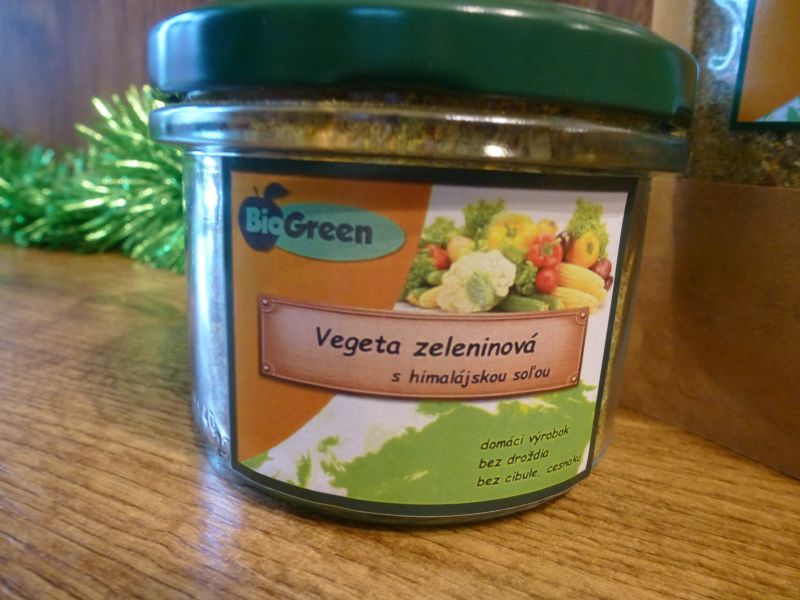 BioGreen
Vegeta zeleninová
s himalájskou soľou
domáci výrobok
bez droždia
bez cibule, cesnaku